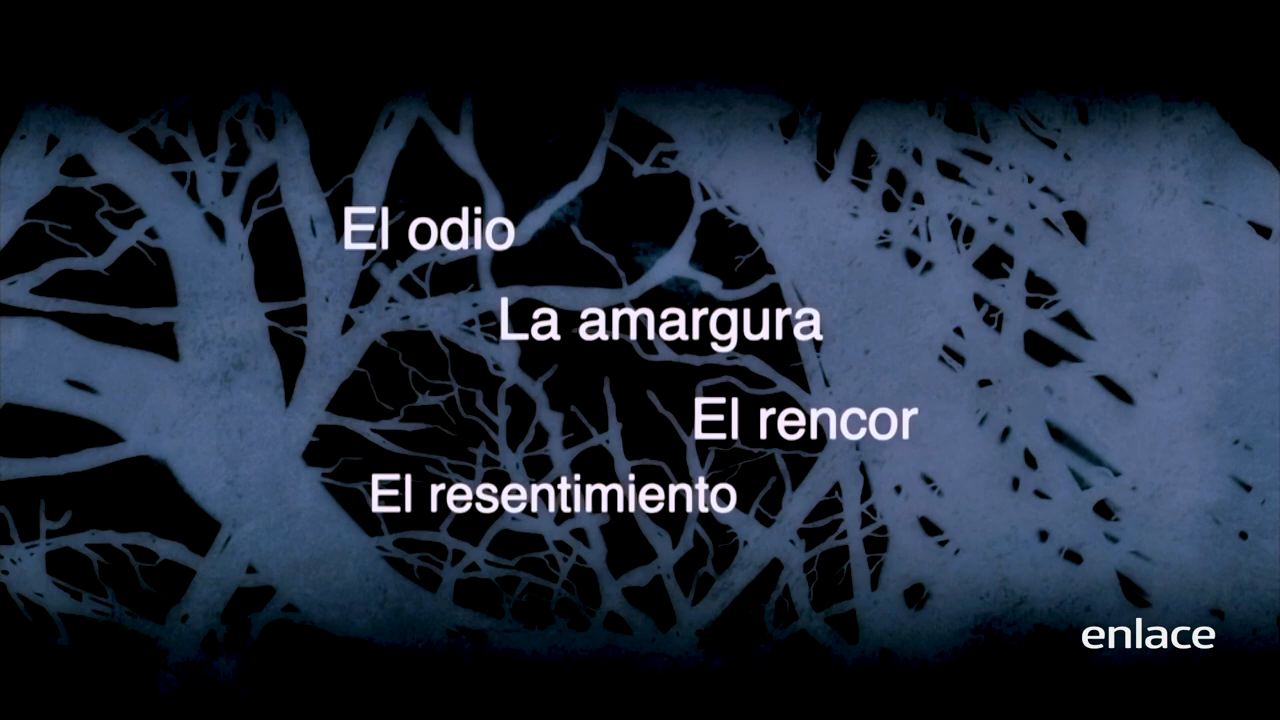 El odio
La amargura
El rencor
El resentimiento
enlace